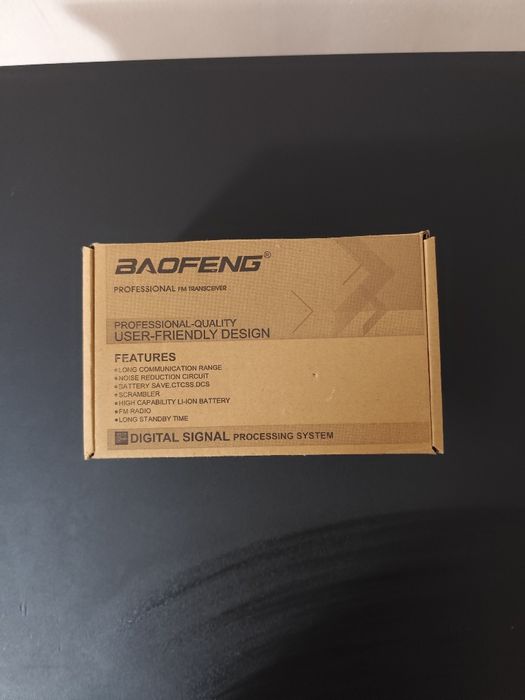 BAOFENG®
PROFESSIONAL FM TRANSCEIVER
PROFESSIONAL-QUALITY
USER-FRIENDLY DESIGN
FEATURES
●LONG COMMUNICATION RANGE
●NOISE REDUCTION CIRCUIT
●BATTERY SAVE,CTCSS,DCS
●SCRAMBLER
●HIGH CAPABILITY LI-ION BATTERY
●FM RADIO
●LONG STANDBY TIME
DIGITAL SIGNAL PROCESSING SYSTEM